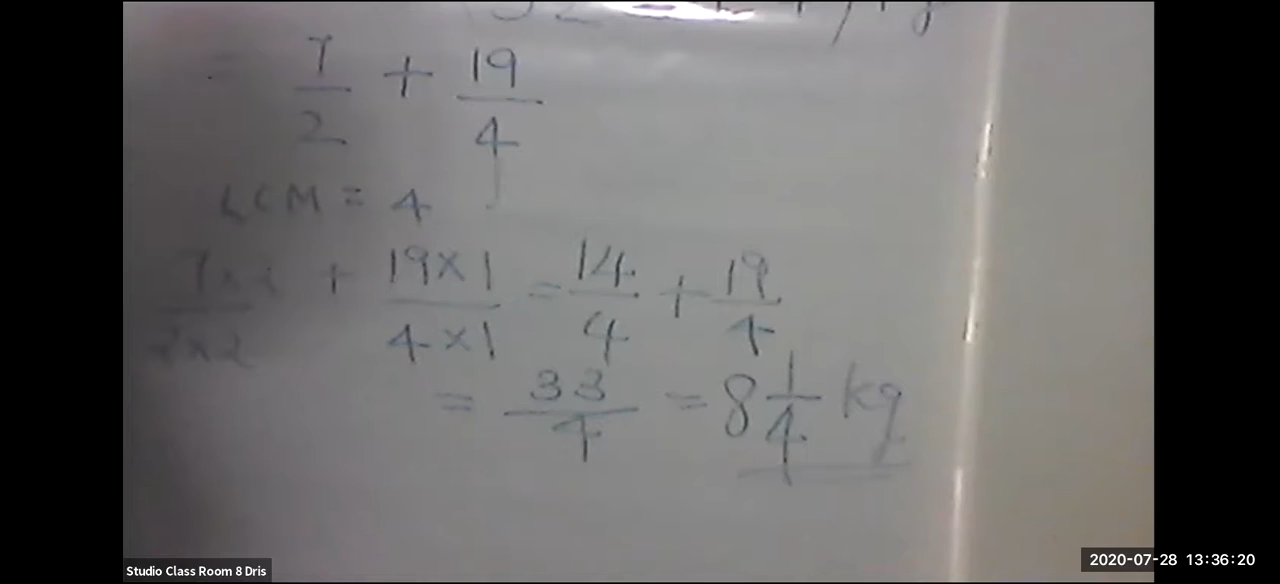 = 7/2 + 19/4
LCM = 4
7×2/2×2 + 19×1/4×1 = 14/4 + 19/4
= 33/4 = 8 1/4 kg
Studio Class Room 8 Dris
2020-07-28 13:36:20